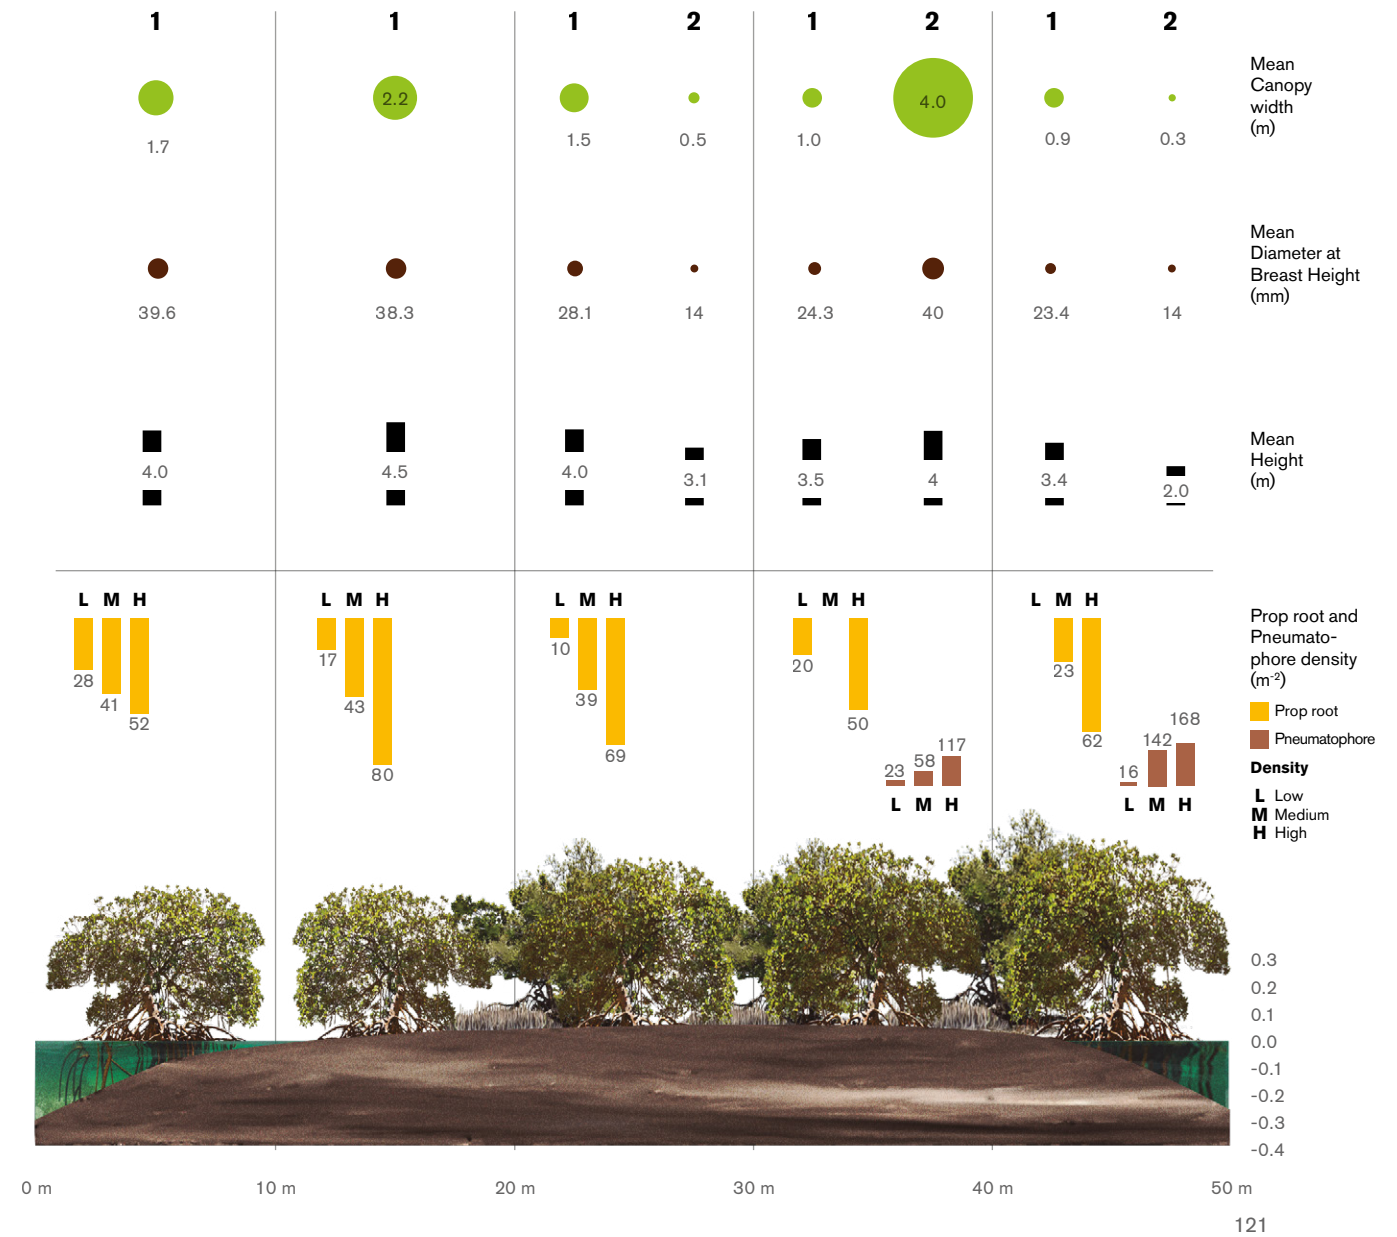 1 1 1 2 1 2 1 2
Mean
Canopy
width
(m)
2.2 4.0
1.7 1.5 0.5 1.0 0.9 0.3
Mean
Diameter at
Breast Height
(mm)
39.6 38.3 28.1 14 24.3 40 23.4 14
Mean
Height
(m)
4.0 4.5 4.0 3.1 3.5 4 3.4 2.0
L M H L M H L M H L M H L M H
28 41 52
17 43 80
10 39 69
20 50
23 62
23 58 117
L M H
16 142 168
L M H
Prop root and
Pneumato-
phore density
(m-2)
Prop root
Pneumatophore
Density
L Low
M Medium
H High
0.3
0.2
0.1
0.0
-0.1
-0.2
-0.3
-0.4
0 m 10 m 20 m 30 m 40 m 50 m
121